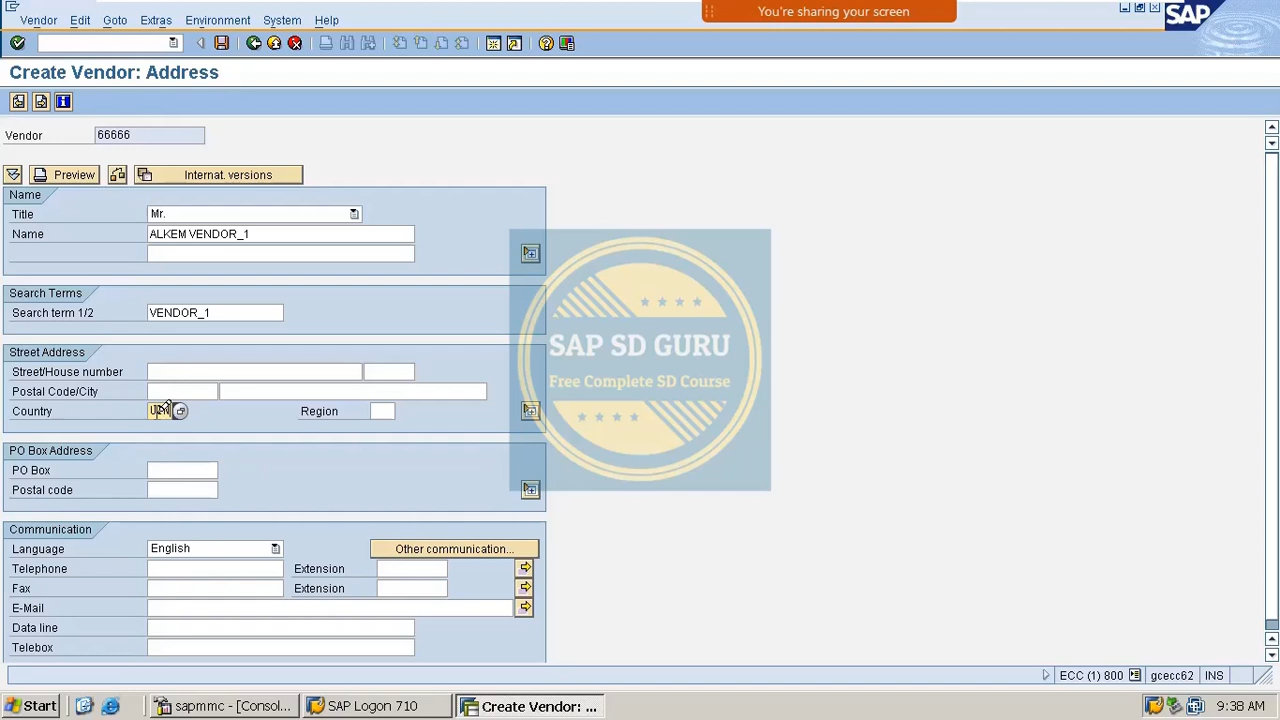 You're sharing your screen
Vendor Edit Goto Extras Environment System Help
SAP
Create Vendor: Address
Vendor 66666
Preview Internat. versions
Name
Title Mr.
Name ALKEM VENDOR_1
Search Terms
Search term 1/2 VENDOR_1
Street Address
Street/House number
Postal Code/City
Country Region
PO Box Address
PO Box
Postal code
Communication
Language English Other communication...
Telephone Extension
Fax Extension
E-Mail
Data line
Telebox
SAP SD GURU
Free Complete SD Course
ECC (1) 800 gcecc62 INS
Start sapmmc - [Consol... SAP Logon 710 Create Vendor: ... 9:38 AM